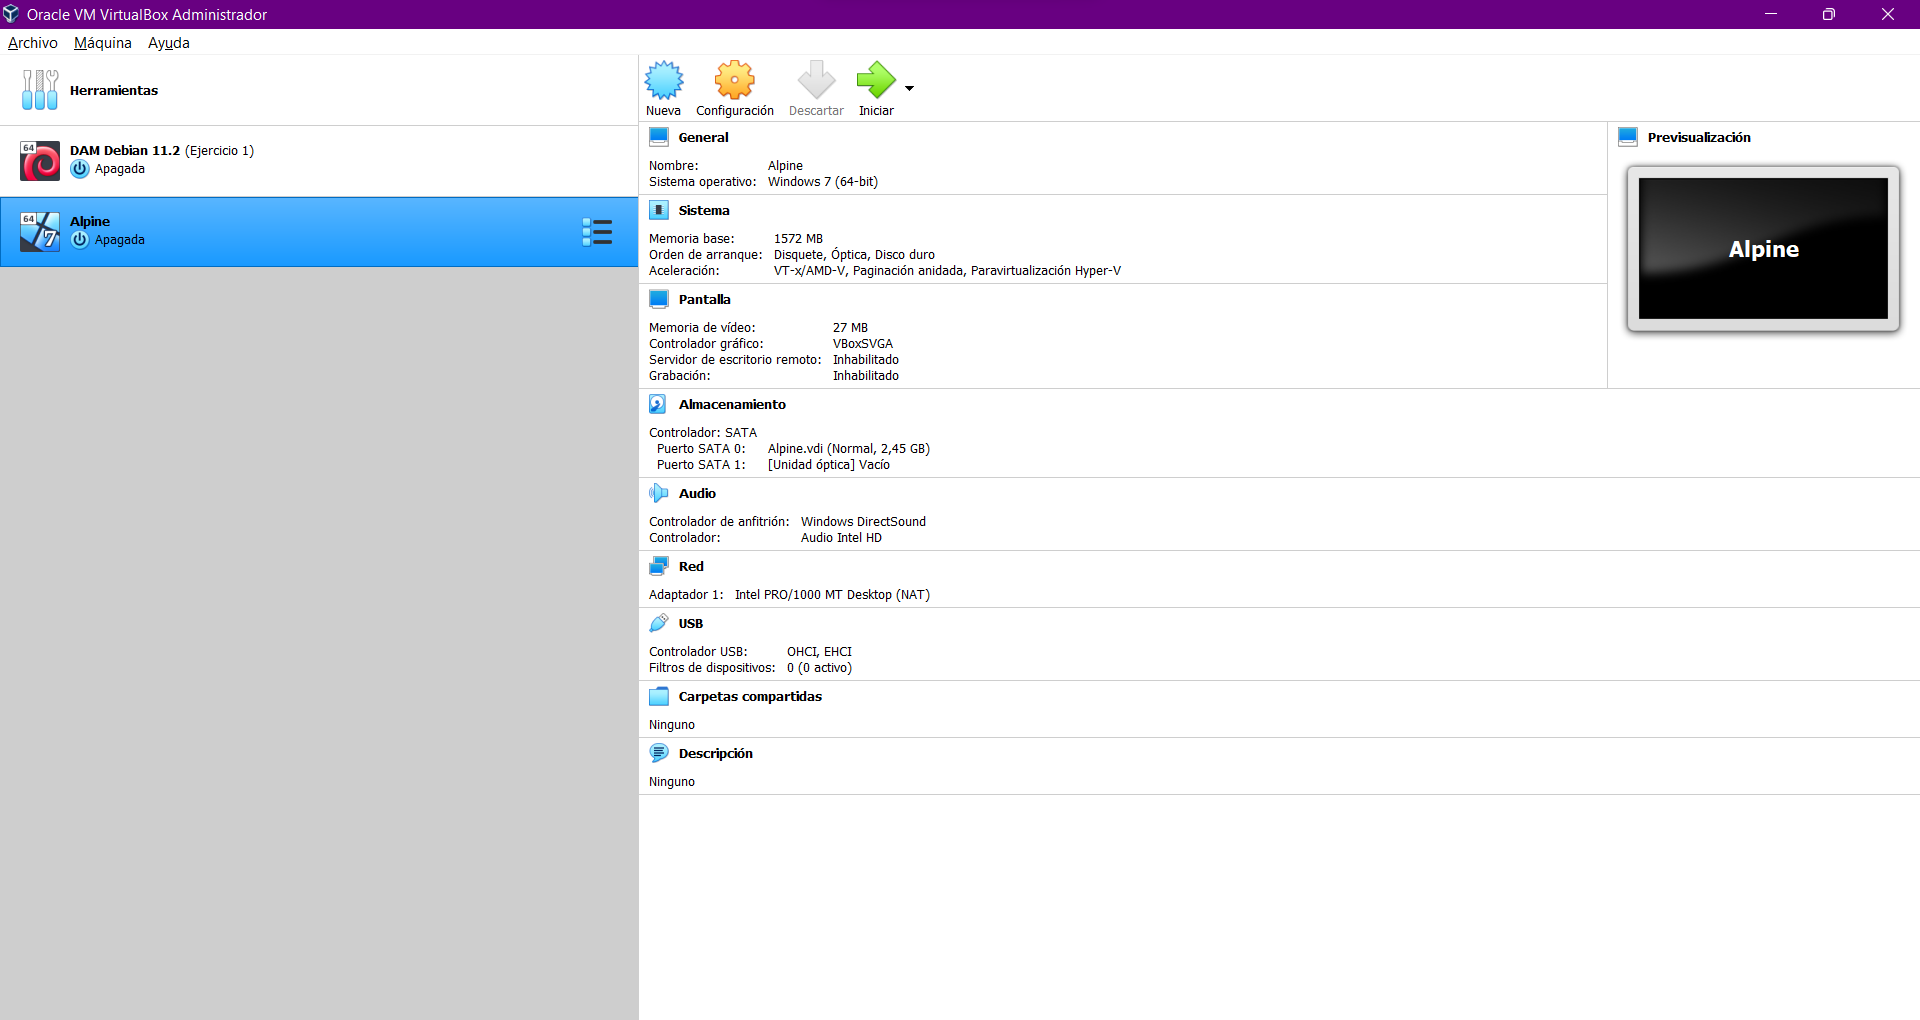 Oracle VM VirtualBox Administrador
Archivo Máquina Ayuda
Herramientas
64
DAM Debian 11.2 (Ejercicio 1)
Apagada
64
7
Alpine
Apagada
Nueva Configuración Descartar Iniciar
General
Nombre: Alpine
Sistema operativo: Windows 7 (64-bit)
Sistema
Memoria base: 1572 MB
Orden de arranque: Disquete, Óptica, Disco duro
Aceleración: VT-x/AMD-V, Paginación anidada, Paravirtualización Hyper-V
Pantalla
Memoria de vídeo: 27 MB
Controlador gráfico: VBoxSVGA
Servidor de escritorio remoto: Inhabilitado
Grabación: Inhabilitado
Previsualización
Alpine
Almacenamiento
Controlador: SATA
Puerto SATA 0: Alpine.vdi (Normal, 2,45 GB)
Puerto SATA 1: [Unidad óptica] Vacío
Audio
Controlador de anfitrión: Windows DirectSound
Controlador: Audio Intel HD
Red
Adaptador 1: Intel PRO/1000 MT Desktop (NAT)
USB
Controlador USB: OHCI, EHCI
Filtros de dispositivos: 0 (0 activo)
Carpetas compartidas
Ninguno
Descripción
Ninguno